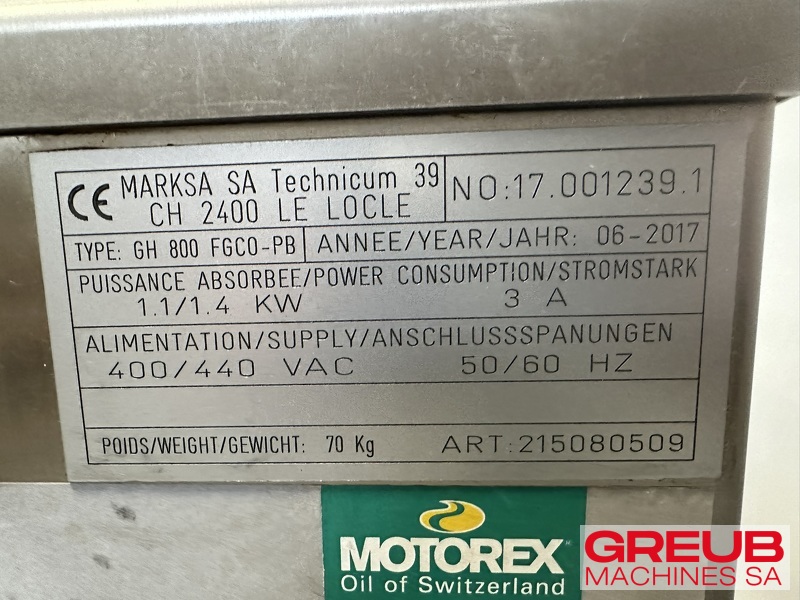 CE MARKSA SA Technicum 39
CH 2400 LE LOCLE
NO:17.001239.1
TYPE: GH 800 FGCO-PB
ANNEE/YEAR/JAHR: 06-2017
PUISSANCE ABSORBEE/POWER CONSUMPTION/STROMSTARK
1.1/1.4 KW 3 A
ALIMENTATION/SUPPLY/ANSCHLUSSSPANUNGEN
400/440 VAC 50/60 HZ
POIDS/WEIGHT/GEWICHT: 70 Kg ART:215080509
MOTOREX
Oil of Switzerland
GREUB
MACHINES SA